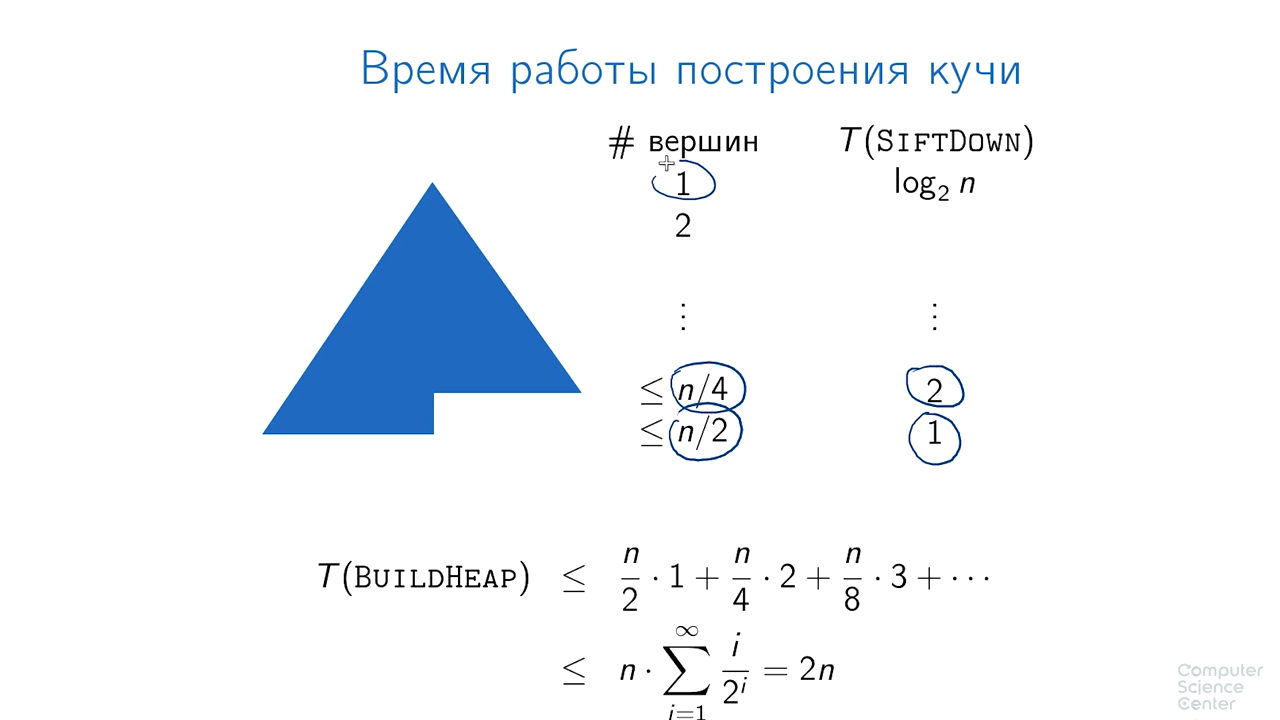 Время работы построения кучи
# вершин T(SIFTDOWN)
1 log₂ n
2
⋮ ⋮
≤ n/4 2
≤ n/2 1
T(BUILDHEAP) ≤ n/2 · 1 + n/4 · 2 + n/8 · 3 + ⋯
≤ n · ∑_{i=1}^{∞} i/2^i = 2n
Computer
Science
Center